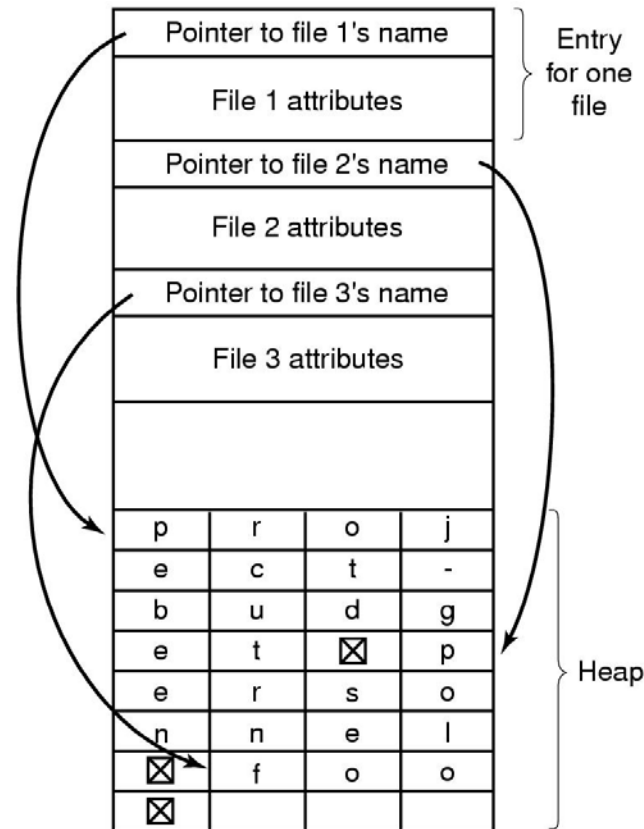 Pointer to file 1's name
Entry
for one
file
File 1 attributes
Pointer to file 2's name
File 2 attributes
Pointer to file 3's name
File 3 attributes
p r o j
e c t -
b u d g
e t ☒ p
e r s o
n n e l
☒ f o o
☒
Heap